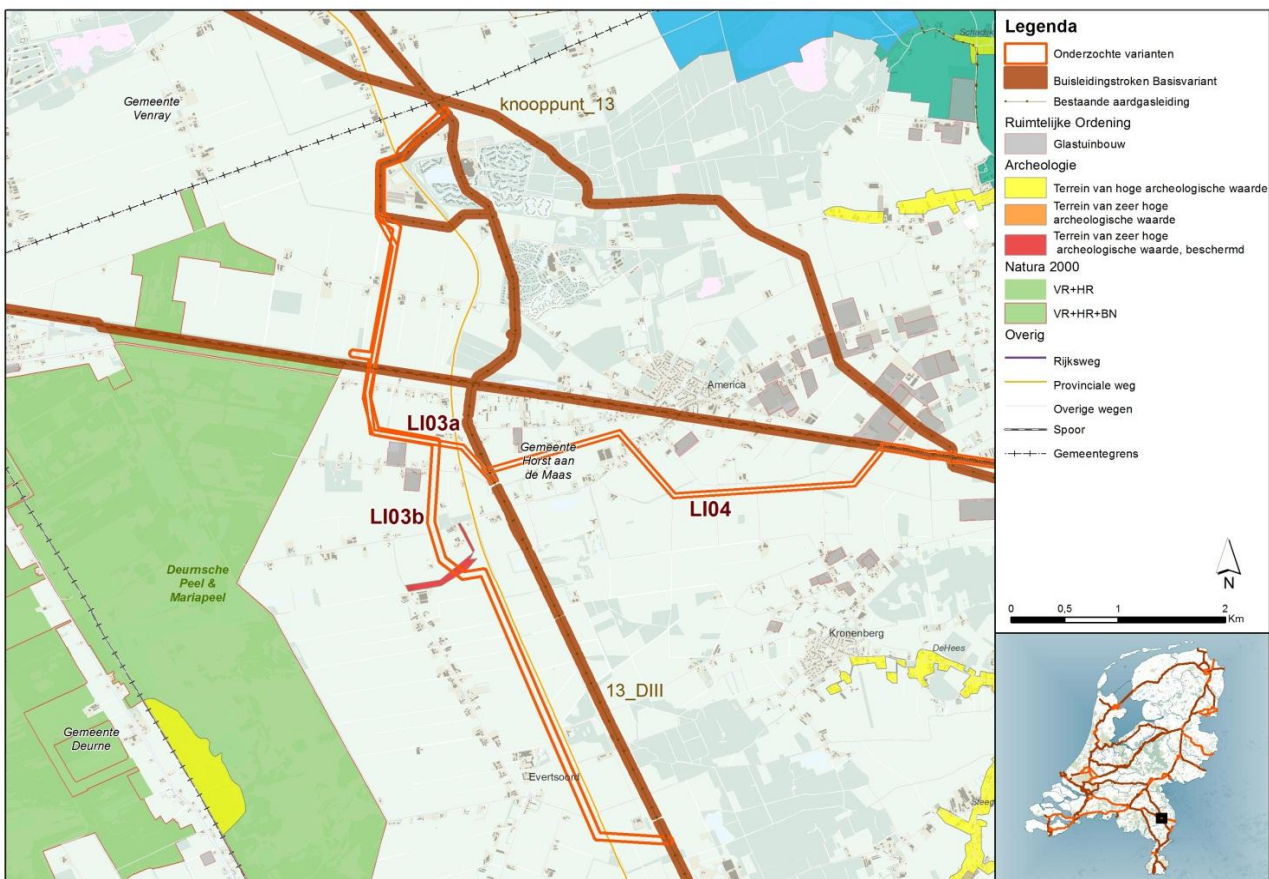 Gemeente
Venray
knooppunt_13
America
LI03a
Gemeente
Horst aan
de Maas
LI04
LI03b
Deurnsche
Peel &
Mariapeel
Kronenberg
DeHees
13_DIII
Gemeente
Deurne
Evertsoord
Legenda
Onderzochte varianten
Buisleidingstroken Basisvariant
Bestaande aardgasleiding
Ruimtelijke Ordening
Glastuinbouw
Archeologie
Terrein van hoge archeologische waarde
Terrein van zeer hoge
archeologische waarde
Terrein van zeer hoge
archeologische waarde, beschermd
Natura 2000
VR+HR
VR+HR+BN
Overig
Rijksweg
Provinciale weg
Overige wegen
Spoor
Gemeentegrens
N
0 0,5 1 2
Km